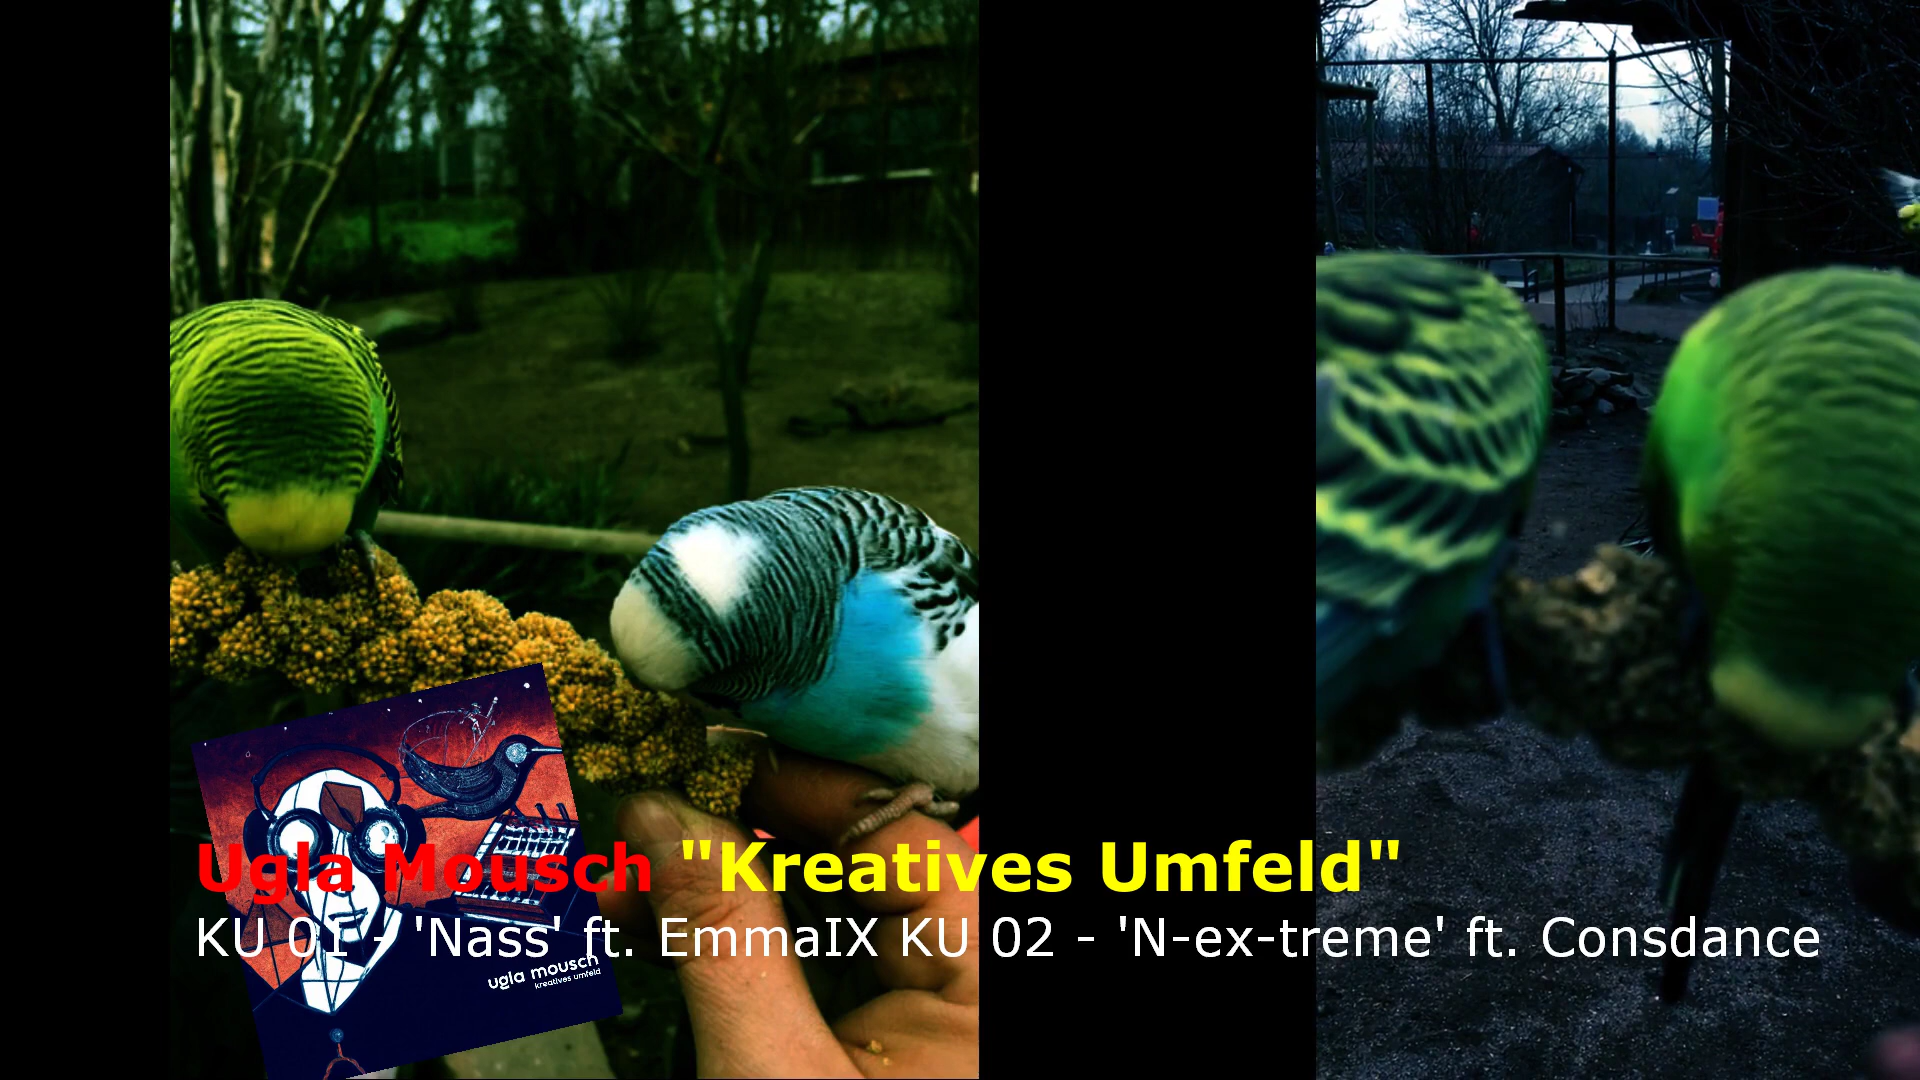 Ugla Mousch "Kreatives Umfeld"
KU 01 - 'Nass' ft. EmmaIX KU 02 - 'N-ex-treme' ft. Consdance
ugla mousch
kreatives umfeld